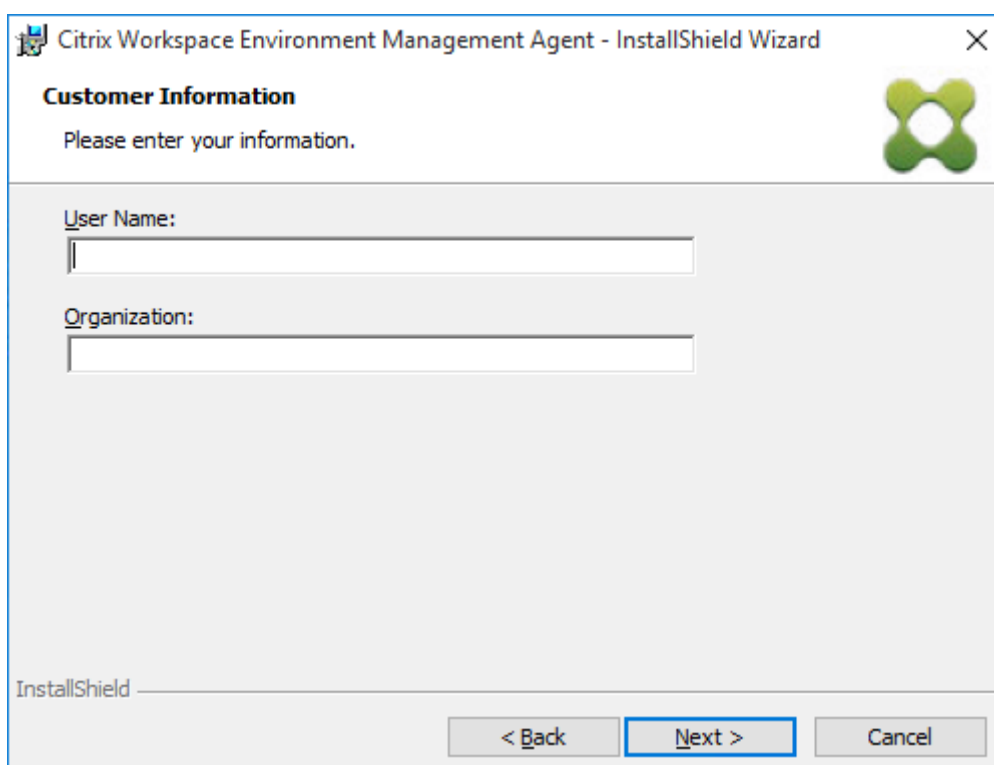 Citrix Workspace Environment Management Agent - InstallShield Wizard
Customer Information
Please enter your information.
User Name:
Organization:
InstallShield
< Back Next > Cancel